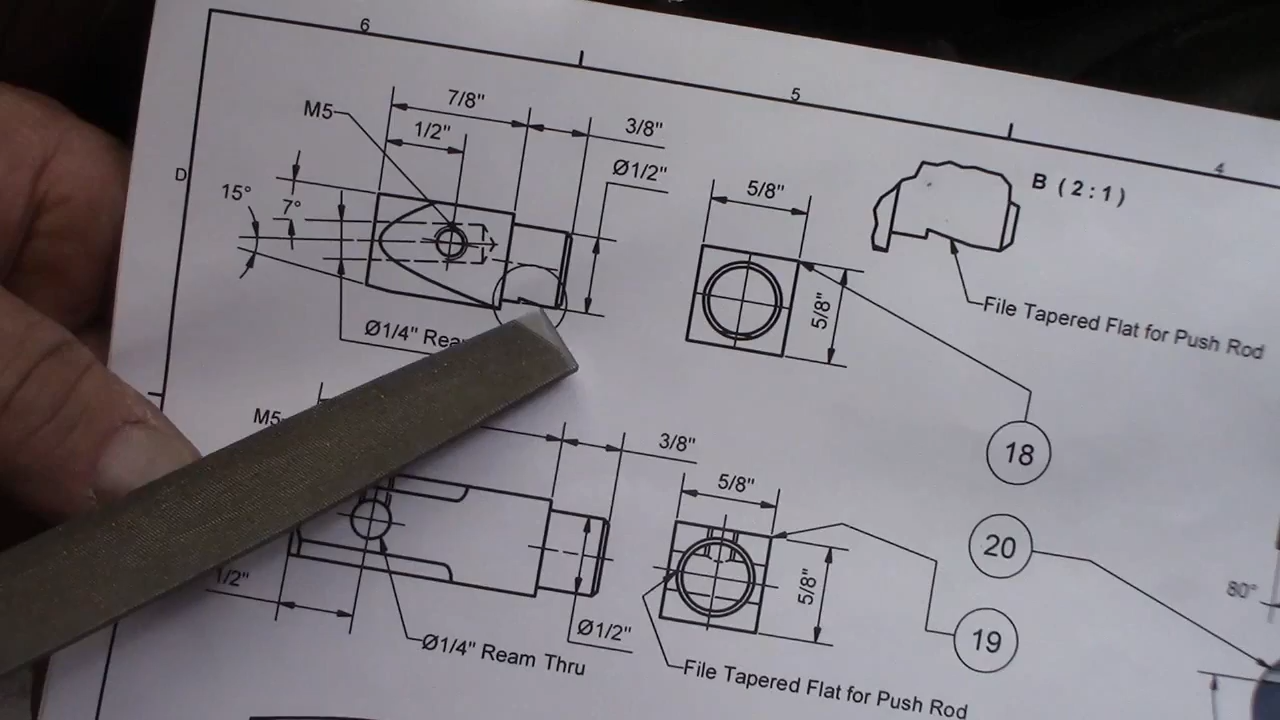 6
5
4
D
M5
7/8"
1/2"
3/8"
Ø1/2"
15°
7°
Ø1/4" Rea
5/8"
5/8"
B (2:1)
File Tapered Flat for Push Rod
18
M5
3/8"
1/2"
Ø1/4" Ream Thru
Ø1/2"
5/8"
5/8"
File Tapered Flat for Push Rod
20
19
80°